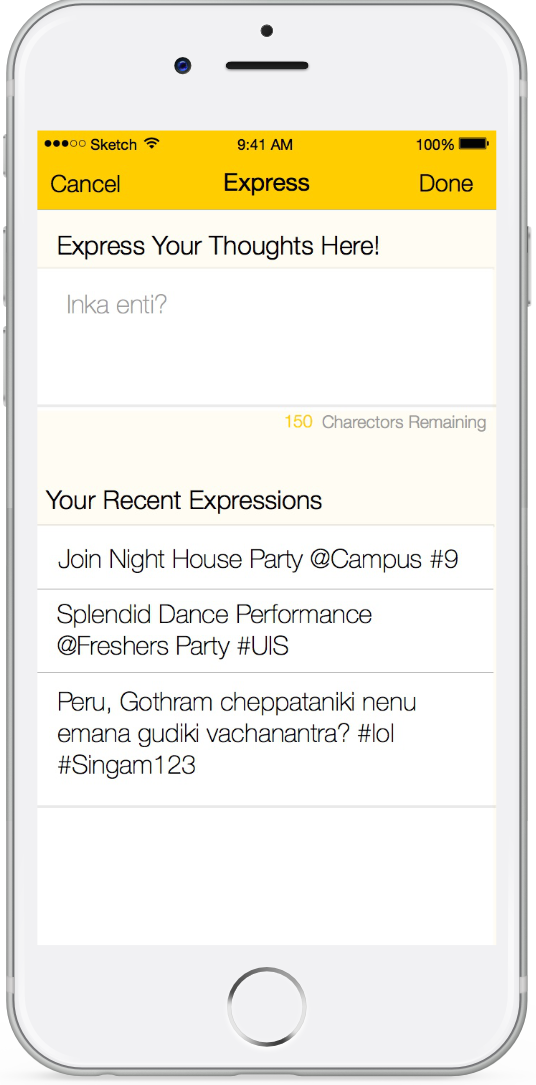 Sketch 9:41 AM 100%
Cancel Express Done
Express Your Thoughts Here!
Inka enti?
150 Charectors Remaining
Your Recent Expressions
Join Night House Party @Campus #9
Splendid Dance Performance
@Freshers Party #UIS
Peru, Gothram cheppataniki nenu
emana gudiki vachanantra? #lol
#Singam123